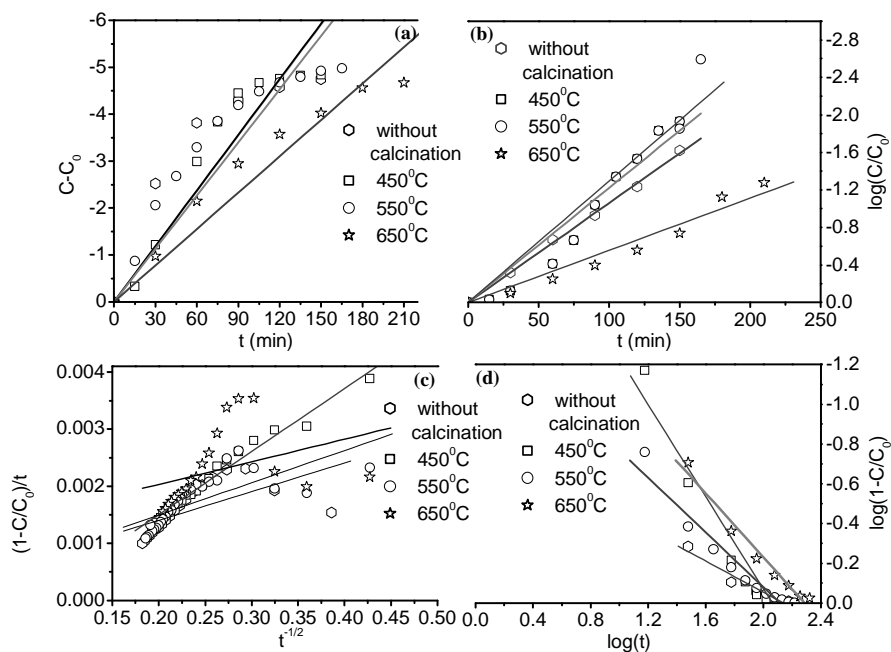 (a)
-6
-5
-4
-3
-2
-1
0
C-C₀
0 30 60 90 120 150 180 210
t (min)
without
calcination
450⁰C
550⁰C
650⁰C
(b)
without
calcination
450⁰C
550⁰C
650⁰C
-2.8
-2.4
-2.0
-1.6
-1.2
-0.8
-0.4
0.0
log(C/C₀)
0 50 100 150 200 250
t (min)
(c)
0.004
0.003
0.002
0.001
0.000
(1-C/C₀)/t
0.15 0.20 0.25 0.30 0.35 0.40 0.45 0.50
t⁻¹/²
without
calcination
450⁰C
550⁰C
650⁰C
(d)
without
calcination
450⁰C
550⁰C
650⁰C
-1.2
-1.0
-0.8
-0.6
-0.4
-0.2
0.0
log(1-C/C₀)
0.0 0.4 0.8 1.2 1.6 2.0 2.4
log(t)